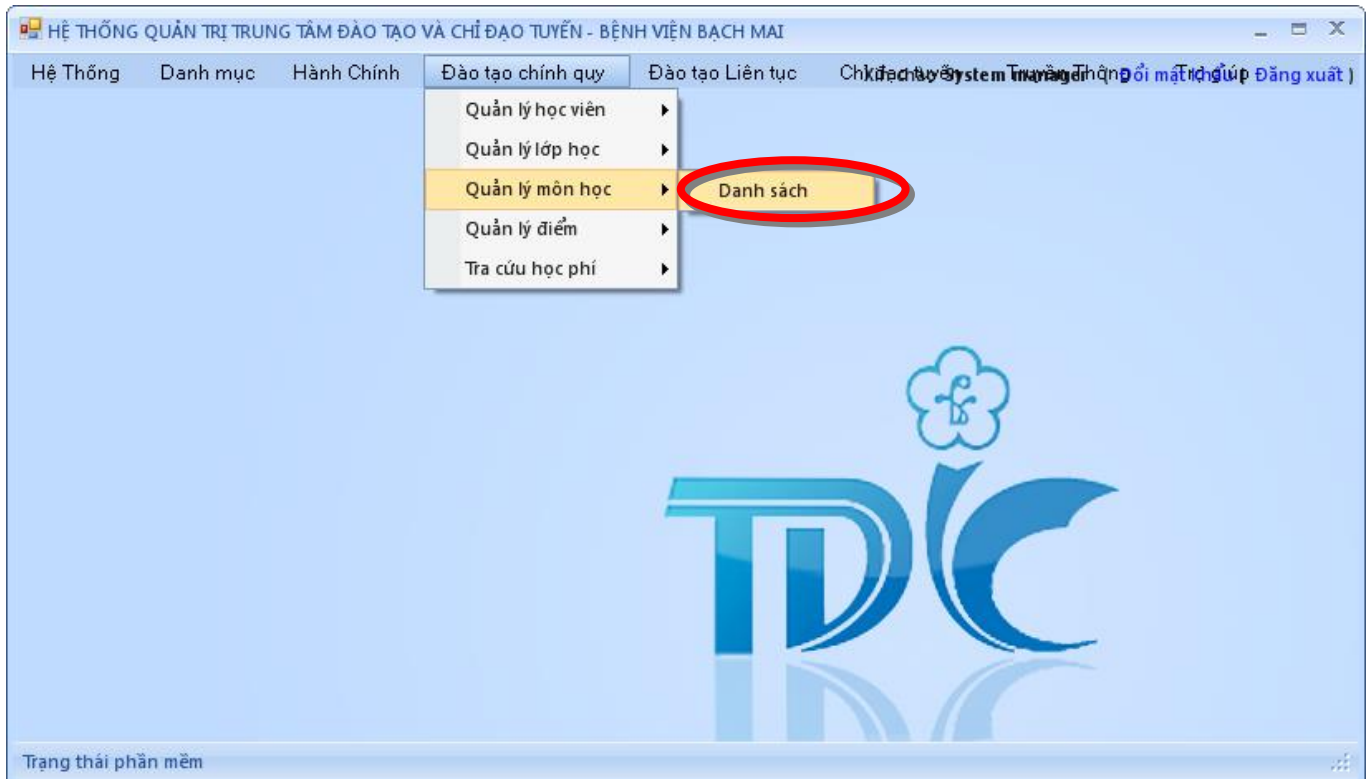 HỆ THỐNG QUẢN TRỊ TRUNG TÂM ĐÀO TẠO VÀ CHỈ ĐẠO TUYẾN - BỆNH VIỆN BẠCH MAI
Hệ Thống Danh mục Hành Chính Đào tạo chính quy Đào tạo Liên tục System manager Đăng xuất )
Quản lý học viên
Quản lý lớp học
Quản lý môn học Danh sách
Quản lý điểm
Tra cứu học phí
TDC
Trạng thái phần mềm